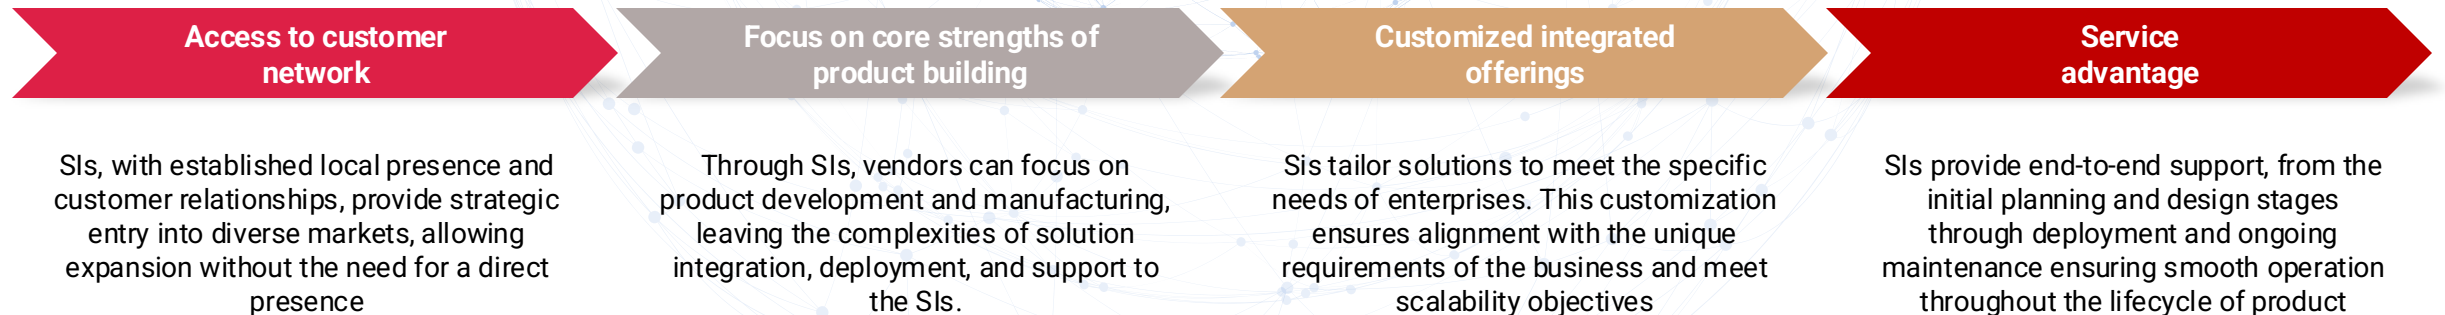 Access to customer
network
SIs, with established local presence and
customer relationships, provide strategic
entry into diverse markets, allowing
expansion without the need for a direct
presence
Focus on core strengths of
product building
Through SIs, vendors can focus on
product development and manufacturing,
leaving the complexities of solution
integration, deployment, and support to
the SIs.
Customized integrated
offerings
Sis tailor solutions to meet the specific
needs of enterprises. This customization
ensures alignment with the unique
requirements of the business and meet
scalability objectives
Service
advantage
SIs provide end-to-end support, from the
initial planning and design stages
through deployment and ongoing
maintenance ensuring smooth operation
throughout the lifecycle of product